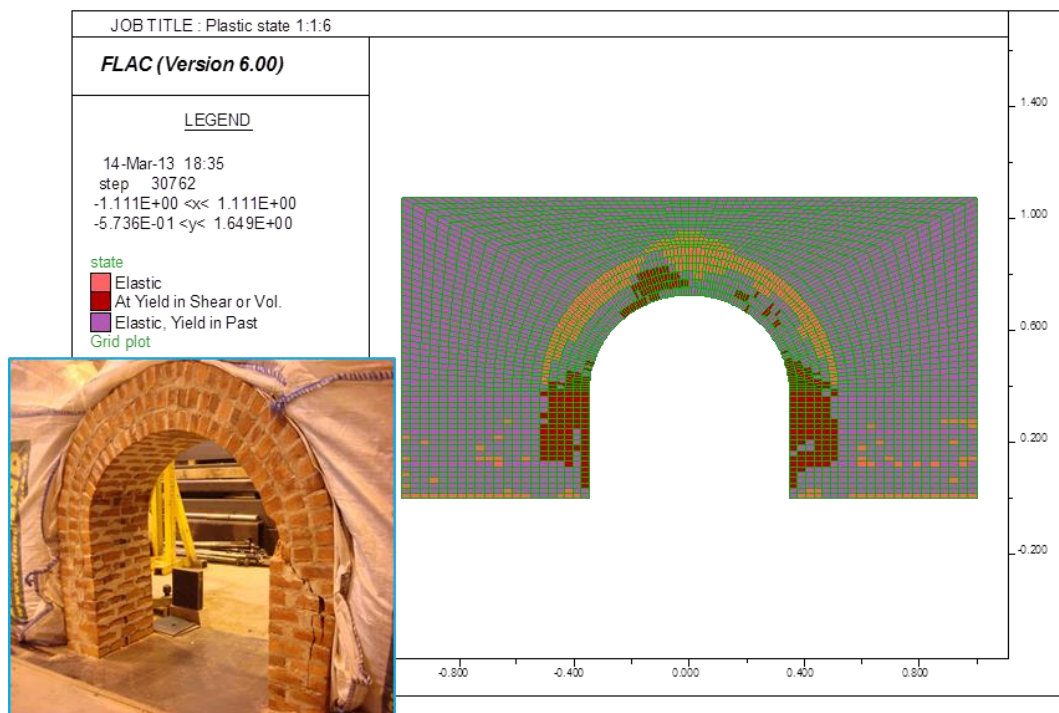 JOB TITLE : Plastic state 1:1:6
FLAC (Version 6.00)
LEGEND
14-Mar-13 18:35
step 30762
-1.111E+00 <x< 1.111E+00
-5.736E-01 <y< 1.649E+00
state
Elastic
At Yield in Shear or Vol.
Elastic, Yield in Past
Grid plot
1.400
1.000
0.600
0.200
-0.200
-0.800
-0.400
0.000
0.400
0.800